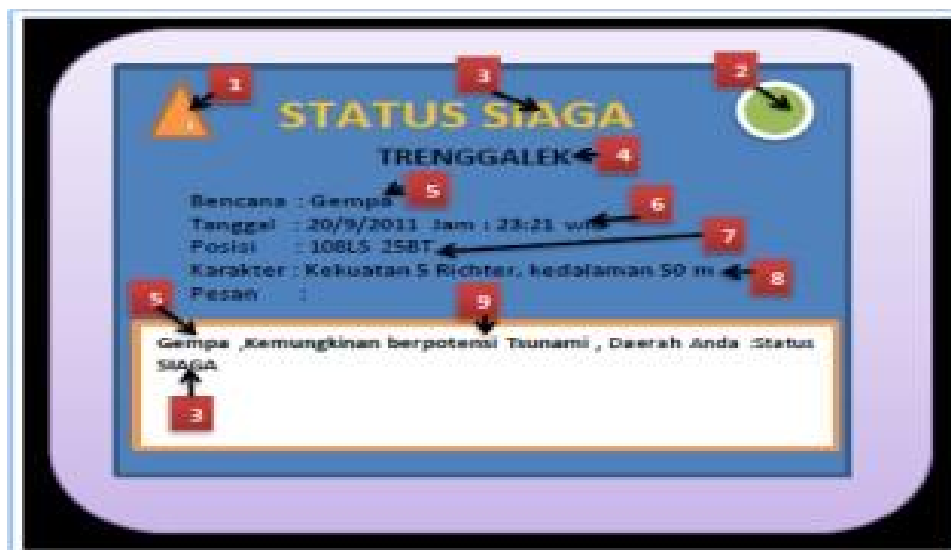 1
3
2
STATUS SIAGA
TRENGGALEK
4
5
Bencana : Gempa
6
Tanggal : 20/9/2011 Jam : 23:21 wib
7
Posisi : 108LS 25BT
Karakter : Kekuatan 5 Richter, kedalaman 50 m
8
Pesan :
5
9
Gempa ,Kemungkinan berpotensi Tsunami , Daerah Anda :Status
SIAGA
3